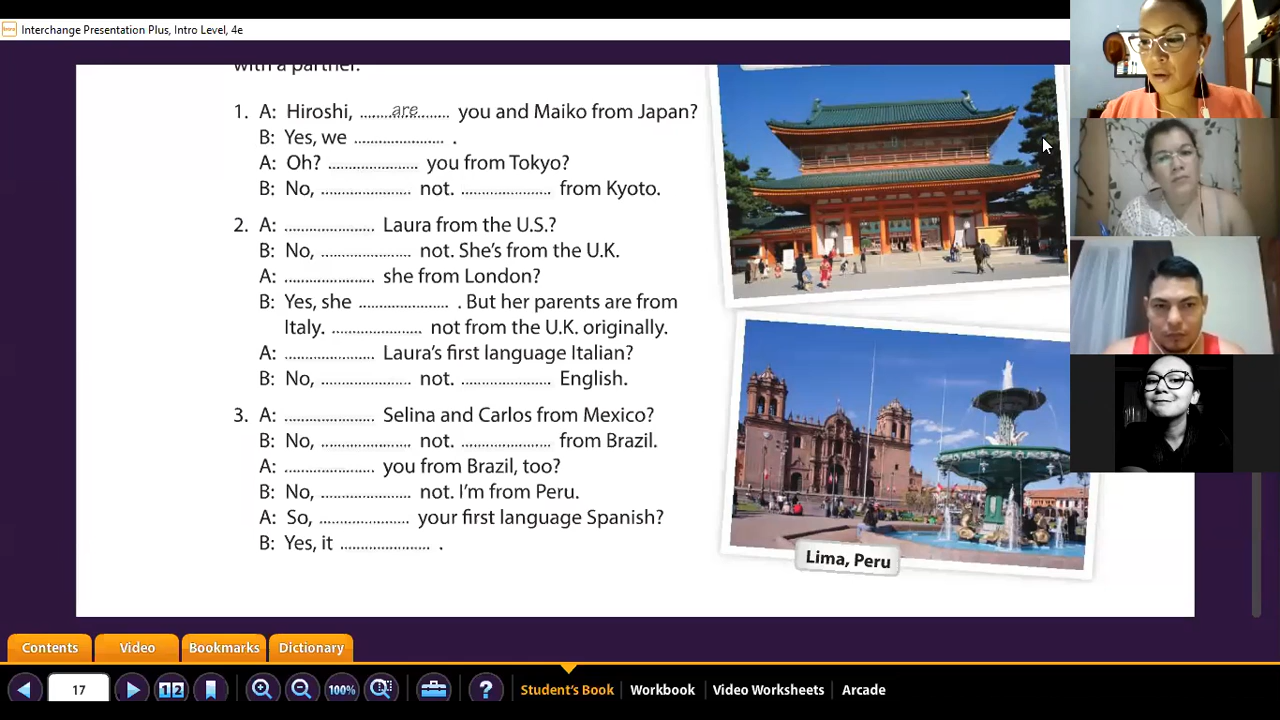 Interchange Presentation Plus, Intro Level, 4e
with a partner.
1. A: Hiroshi, ......are...... you and Maiko from Japan?
B: Yes, we ...................... .
A: Oh? ...................... you from Tokyo?
B: No, ...................... not. ...................... from Kyoto.
2. A: ...................... Laura from the U.S.?
B: No, ...................... not. She's from the U.K.
A: ...................... she from London?
B: Yes, she ...................... . But her parents are from
Italy. ...................... not from the U.K. originally.
A: ...................... Laura's first language Italian?
B: No, ...................... not. ...................... English.
3. A: ...................... Selina and Carlos from Mexico?
B: No, ...................... not. ...................... from Brazil.
A: ...................... you from Brazil, too?
B: No, ...................... not. I'm from Peru.
A: So, ...................... your first language Spanish?
B: Yes, it ...................... .
Lima, Peru
Contents Video Bookmarks Dictionary
17 12 100% ? Student's Book Workbook Video Worksheets Arcade